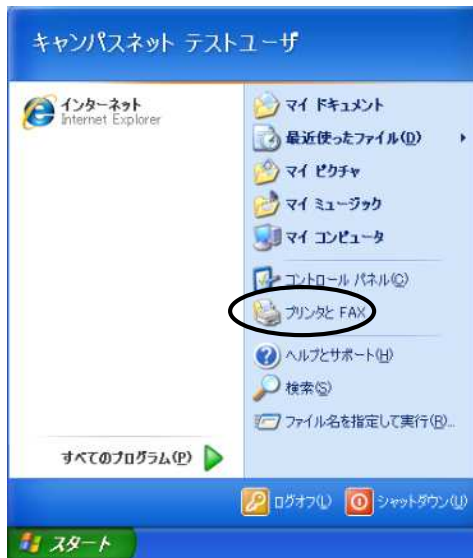 キャンパスネット テストユーザ
インターネット
Internet Explorer
マイ ドキュメント
最近使ったファイル(D)
マイ ピクチャ
マイ ミュージック
マイ コンピュータ
コントロール パネル(C)
プリンタと FAX
ヘルプとサポート(H)
検索(S)
ファイル名を指定して実行(R)...
すべてのプログラム(P)
ログオフ(L)
シャットダウン(U)
スタート